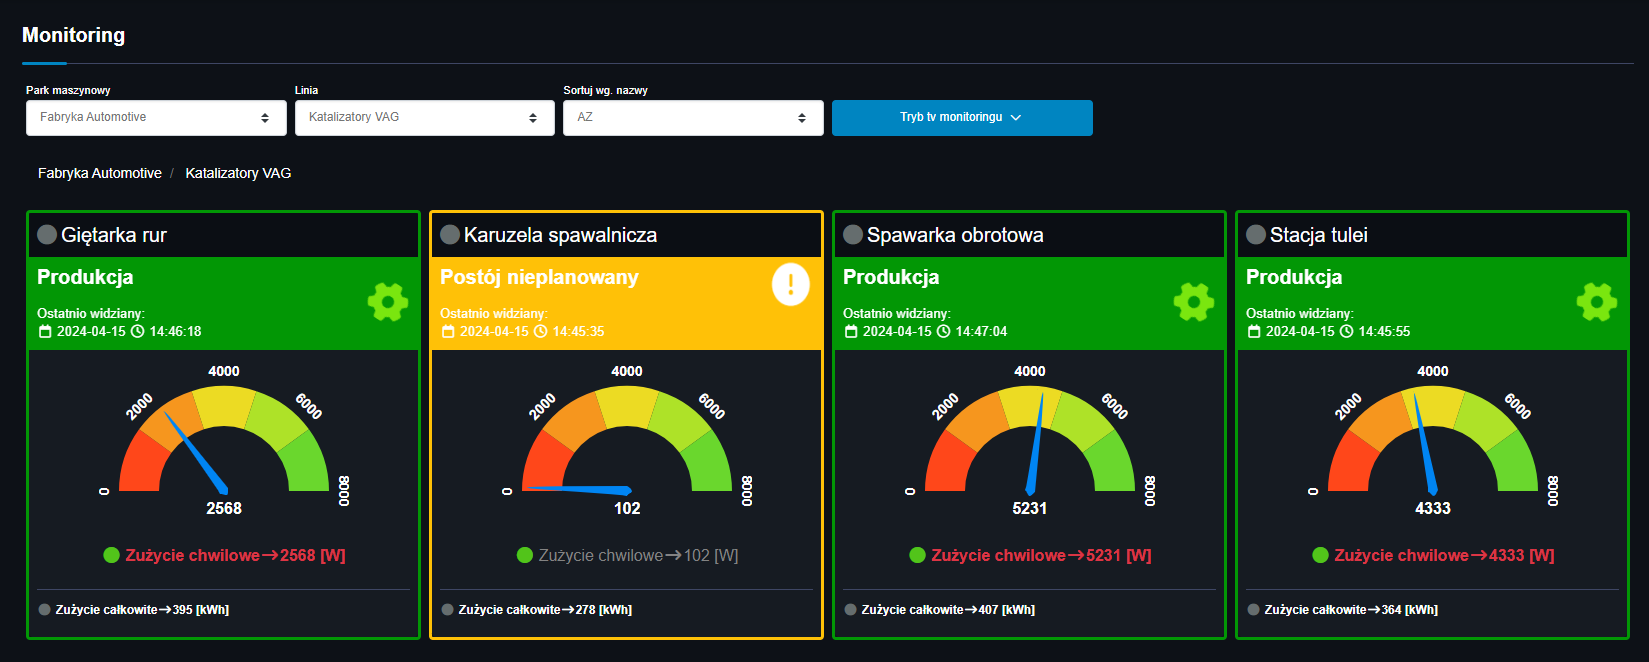 Monitoring
Park maszynowy
Linia
Sortuj wg. nazwy
Fabryka Automotive
Katalizatory VAG
AZ
Tryb tv monitoringu
Fabryka Automotive / Katalizatory VAG
Giętarka rur
Produkcja
Ostatnio widziany:
2024-04-15 14:46:18
0
2000
4000
6000
8000
2568
Zużycie chwilowe→2568 [W]
Zużycie całkowite→395 [kWh]
Karuzela spawalnicza
Postój nieplanowany
!
Ostatnio widziany:
2024-04-15 14:45:35
0
2000
4000
6000
8000
102
Zużycie chwilowe→102 [W]
Zużycie całkowite→278 [kWh]
Spawarka obrotowa
Produkcja
Ostatnio widziany:
2024-04-15 14:47:04
0
2000
4000
6000
8000
5231
Zużycie chwilowe→5231 [W]
Zużycie całkowite→407 [kWh]
Stacja tulei
Produkcja
Ostatnio widziany:
2024-04-15 14:45:55
0
2000
4000
6000
8000
4333
Zużycie chwilowe→4333 [W]
Zużycie całkowite→364 [kWh]